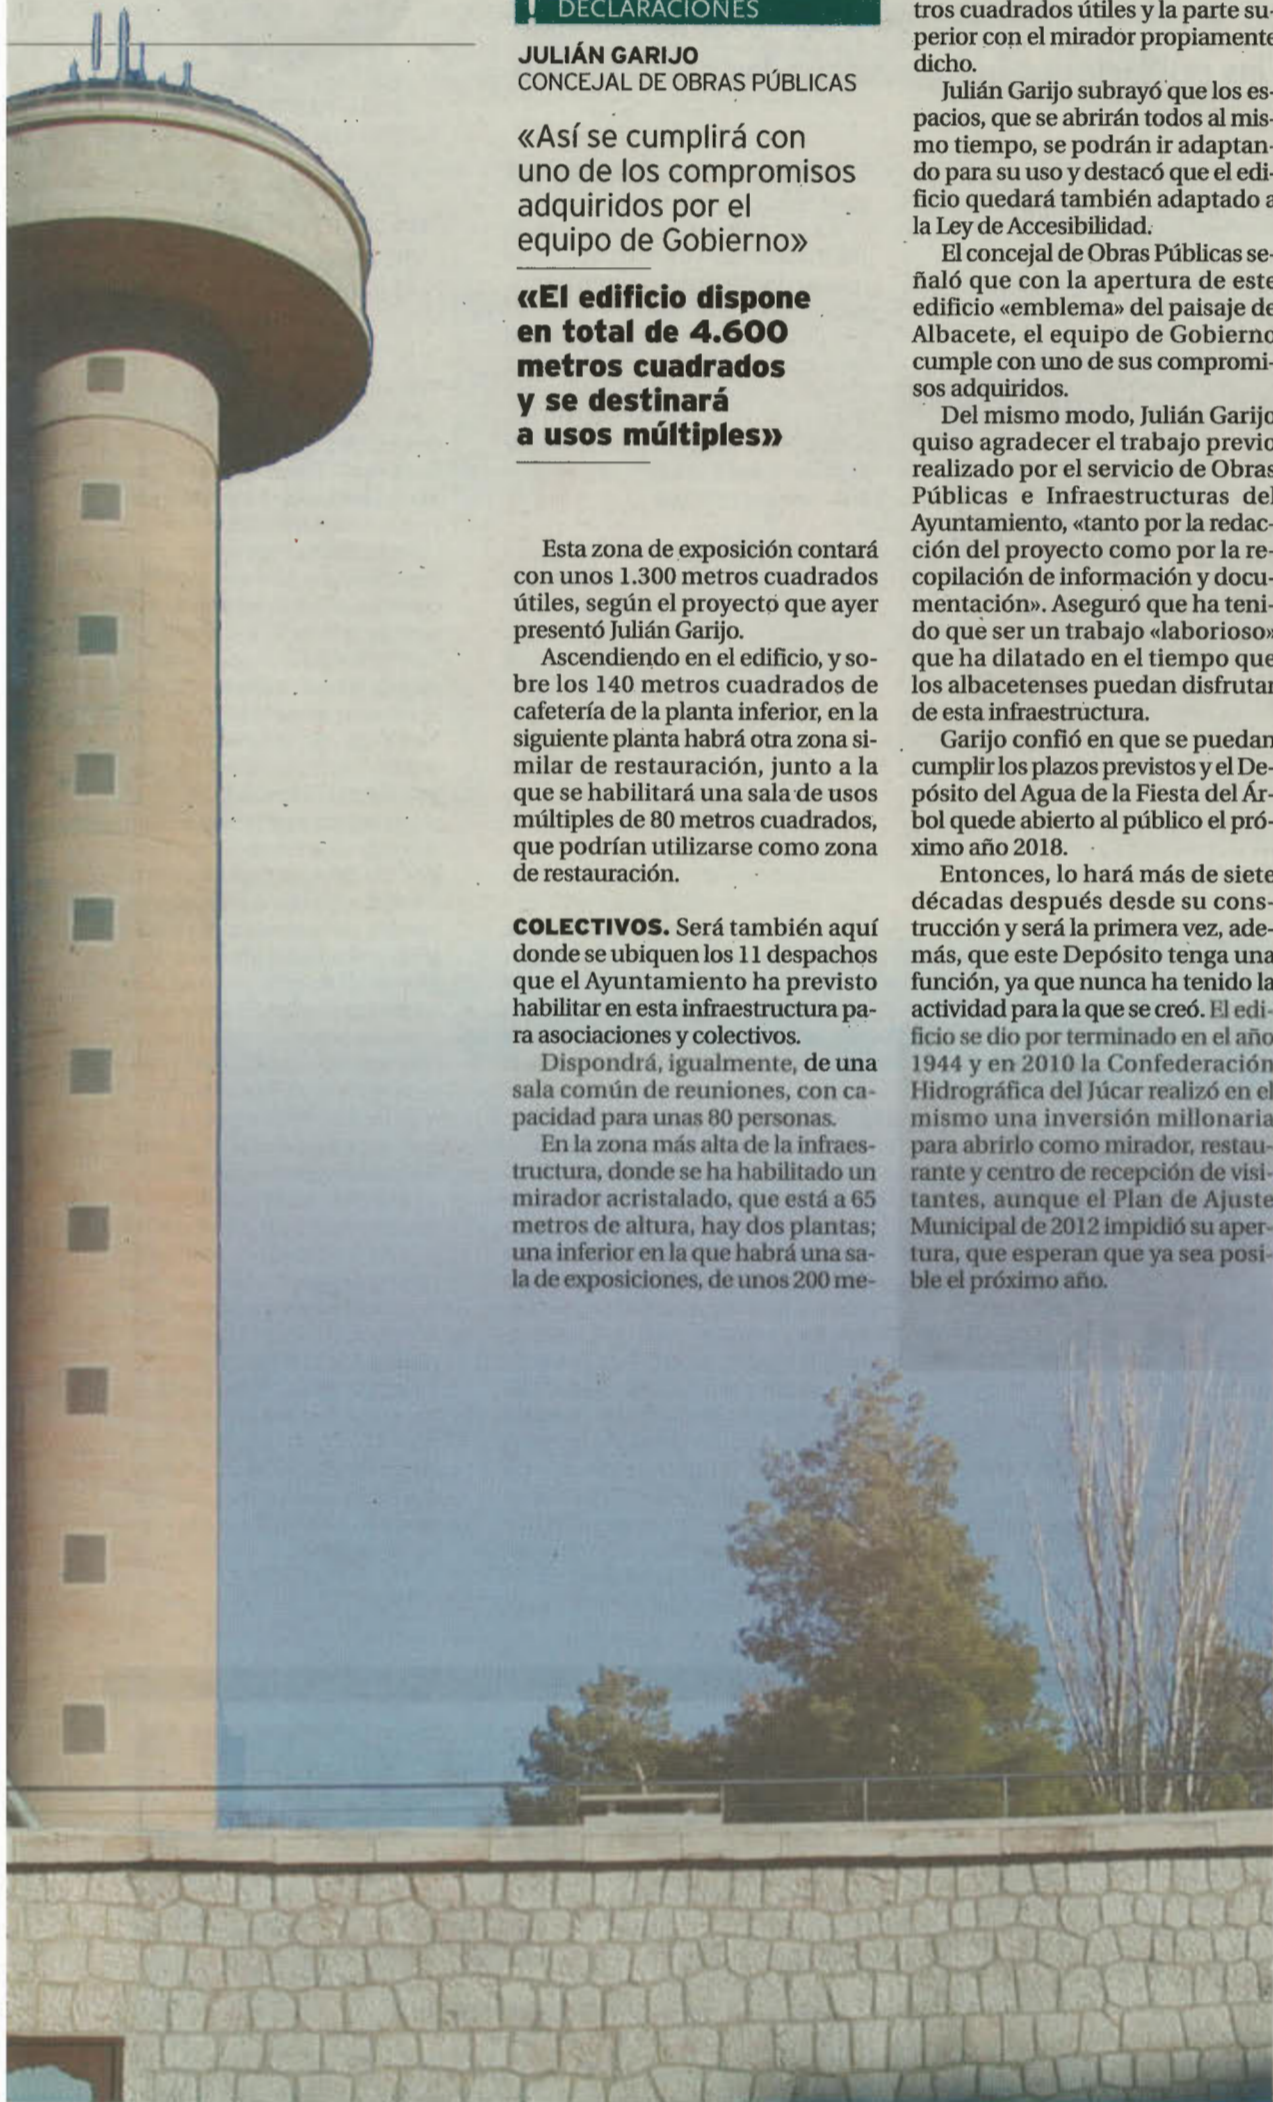 DECLARACIONES
JULIÁN GARIJO
CONCEJAL DE OBRAS PÚBLICAS
«Así se cumplirá con
uno de los compromisos
adquiridos por el
equipo de Gobierno»
«El edificio dispone
en total de 4.600
metros cuadrados
y se destinará
a usos múltiples»
Esta zona de exposición contará
con unos 1.300 metros cuadrados
útiles, según el proyecto que ayer
presentó Julián Garijo.
Ascendiendo en el edificio, y so-
bre los 140 metros cuadrados de
cafetería de la planta inferior, en la
siguiente planta habrá otra zona si-
milar de restauración, junto a la
que se habilitará una sala de usos
múltiples de 80 metros cuadrados,
que podrían utilizarse como zona
de restauración.
COLECTIVOS. Será también aquí
donde se ubiquen los 11 despachos
que el Ayuntamiento ha previsto
habilitar en esta infraestructura pa-
ra asociaciones y colectivos.
Dispondrá, igualmente, de una
sala común de reuniones, con ca-
pacidad para unas 80 personas.
En la zona más alta de la infraes-
tructura, donde se ha habilitado un
mirador acristalado, que está a 65
metros de altura, hay dos plantas;
una inferior en la que habrá una sa-
la de exposiciones, de unos 200 me-
tros cuadrados útiles y la parte su-
perior con el mirador propiamente
dicho.
Julián Garijo subrayó que los es-
pacios, que se abrirán todos al mis-
mo tiempo, se podrán ir adaptan-
do para su uso y destacó que el edi-
ficio quedará también adaptado a
la Ley de Accesibilidad.
El concejal de Obras Públicas se-
ñaló que con la apertura de este
edificio «emblema» del paisaje de
Albacete, el equipo de Gobierno
cumple con uno de sus compromi-
sos adquiridos.
Del mismo modo, Julián Garijo
quiso agradecer el trabajo previo
realizado por el servicio de Obras
Públicas e Infraestructuras del
Ayuntamiento, «tanto por la redac-
ción del proyecto como por la re-
copilación de información y docu-
mentación». Aseguró que ha teni-
do que ser un trabajo «laborioso»
que ha dilatado en el tiempo que
los albacetenses puedan disfrutar
de esta infraestructura.
Garijo confió en que se puedan
cumplir los plazos previstos y el De-
pósito del Agua de la Fiesta del Ár-
bol quede abierto al público el pró-
ximo año 2018.
Entonces, lo hará más de siete
décadas después desde su cons-
trucción y será la primera vez, ade-
más, que este Depósito tenga una
función, ya que nunca ha tenido la
actividad para la que se creó. El edi-
ficio se dio por terminado en el año
1944 y en 2010 la Confederación
Hidrográfica del Júcar realizó en el
mismo una inversión millonaria
para abrirlo como mirador, restau-
rante y centro de recepción de visi-
tantes, aunque el Plan de Ajuste
Municipal de 2012 impidió su aper-
tura, que esperan que ya sea posi-
ble el próximo año.